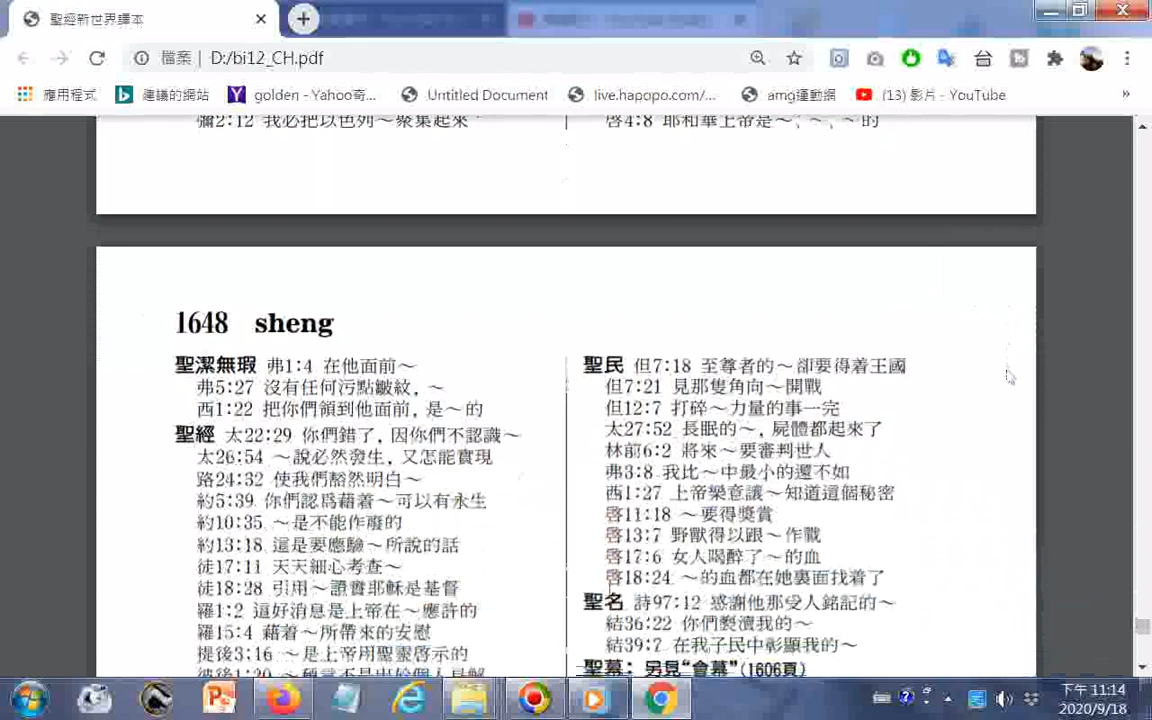 聖經新世界譯本
檔案 | D:/bi12_CH.pdf
應用程式 建議的網站 golden - Yahoo奇... Untitled Document live.hapopo.com/... amg運動網 (13) 影片 - YouTube »
彌2:12 我必把以色列～聚集起來
啓4:8 耶和華上帝是～，～，～的
1648 sheng
聖潔無瑕 弗1:4 在他面前～
弗5:27 沒有任何污點皺紋，～
西1:22 把你們領到他面前，是～的
聖經 太22:29 你們錯了，因你們不認識～
太26:54 ～說必然發生，又怎能實現
路24:32 使我們豁然明白～
約5:39 你們認爲藉着～可以有永生
約10:35 ～是不能作廢的
約13:18 這是要應驗～所說的話
徒17:11 天天細心考查～
徒18:28 引用～證實耶穌是基督
羅1:2 這好消息是上帝在～應許的
羅15:4 藉着～所帶來的安慰
提後3:16 ～是上帝用聖靈啓示的
彼後1:20
聖民 但7:18 至尊者的～卻要得着王國
但7:21 見那隻角向～開戰
但12:7 打碎～力量的事一完
太27:52 長眠的～，屍體都起來了
林前6:2 將來～要審判世人
弗3:8 我比～中最小的還不如
西1:27 上帝樂意讓～知道這個秘密
啓11:18 ～要得獎賞
啓13:7 野獸得以跟～作戰
啓17:6 女人喝醉了～的血
啓18:24 ～的血都在她裏面找着了
聖名 詩97:12 感謝他那受人銘記的～
結36:22 你們褻瀆我的～
結39:7 在我子民中彰顯我的～
聖幕：另見“會幕”(1606頁)
下午 11:14
2020/9/18